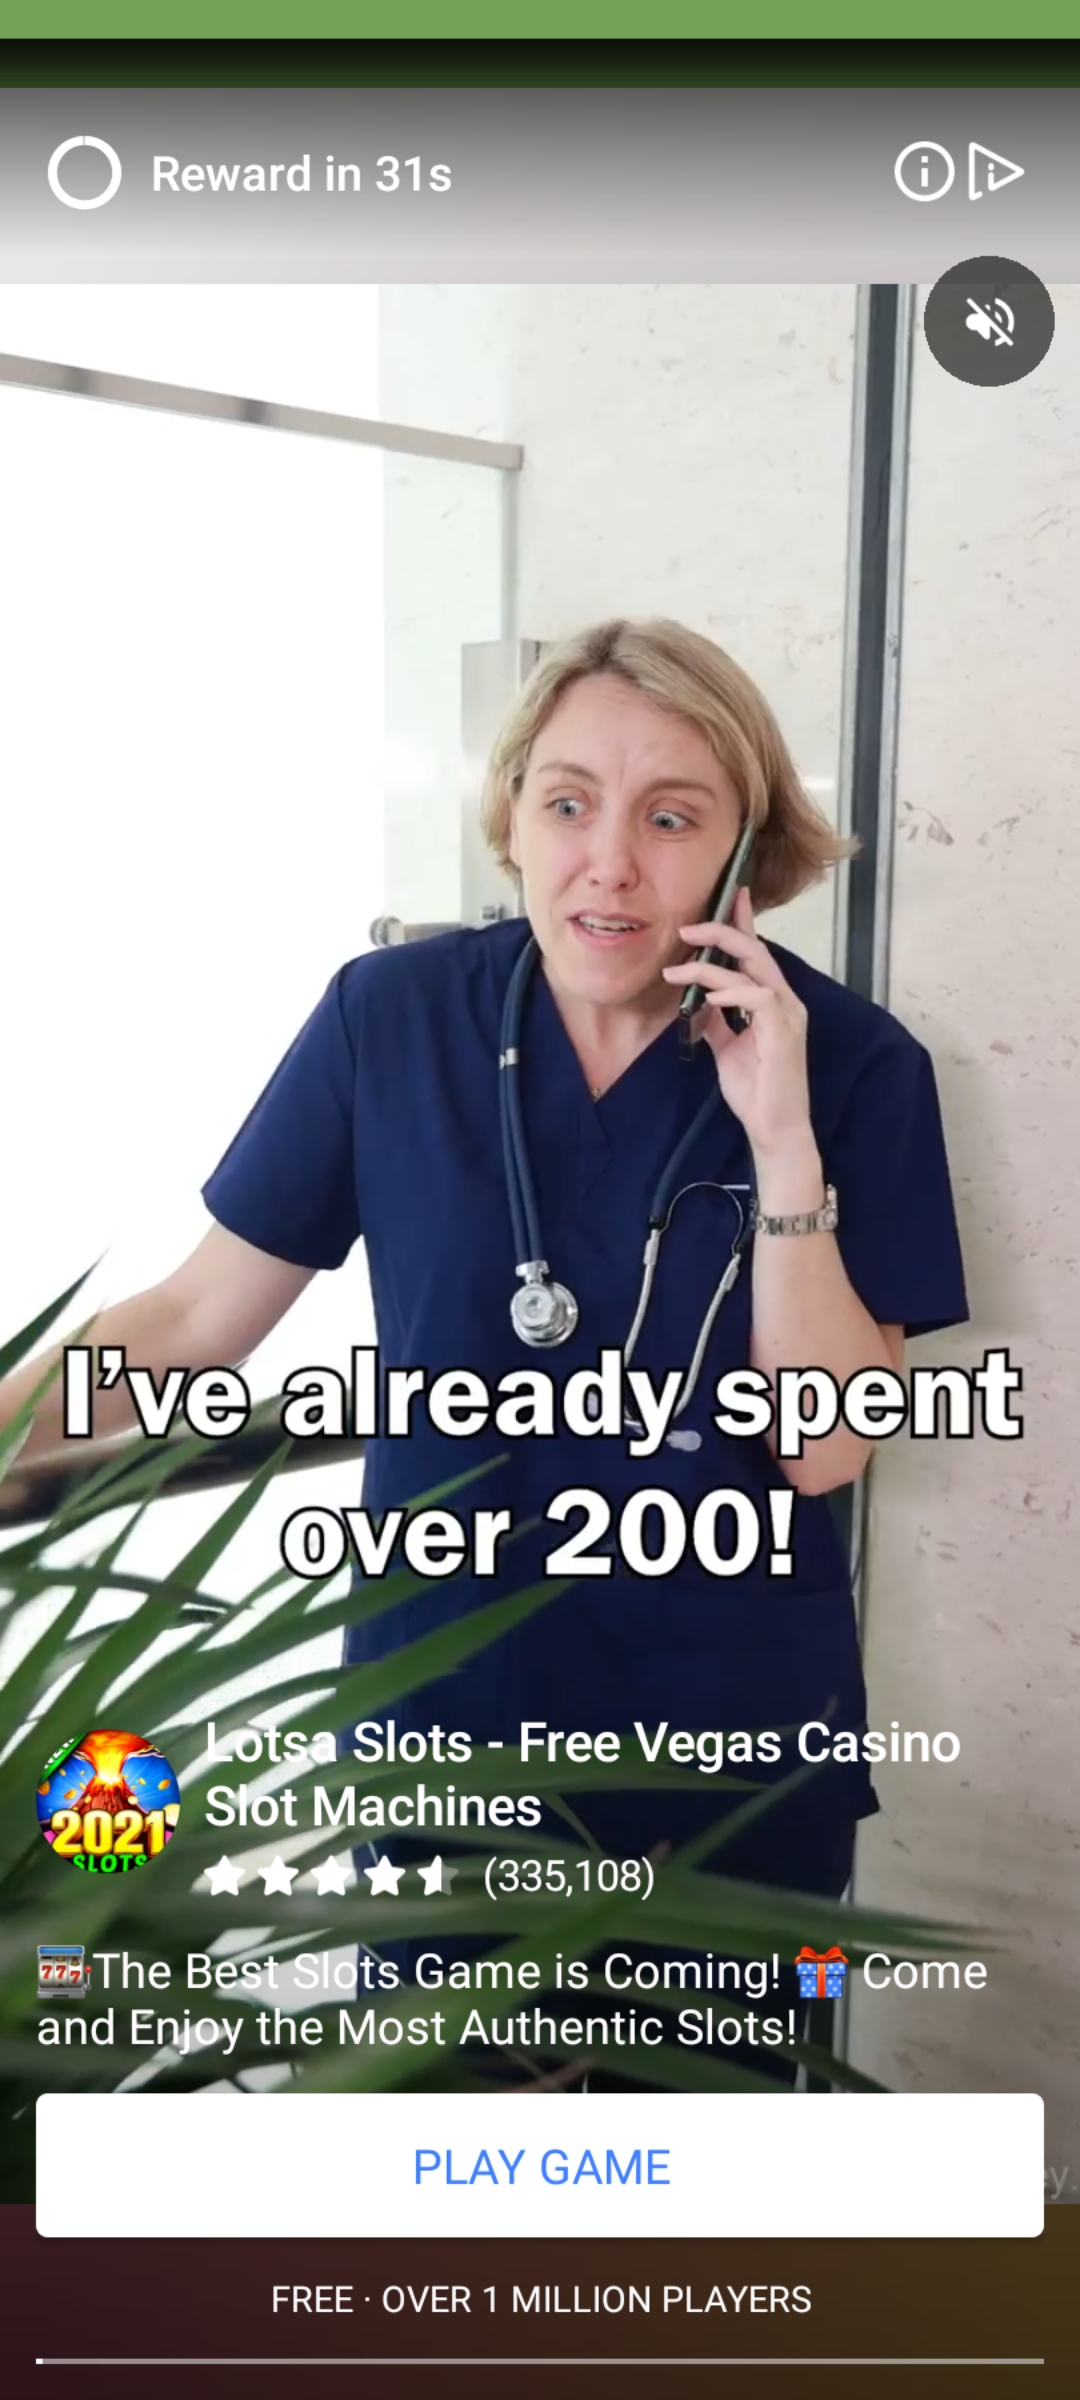 Reward in 31s
I’ve already spent
over 200!
Lotsa Slots - Free Vegas Casino
Slot Machines
NEW
2021
SLOTS
(335,108)
777
The Best Slots Game is Coming! 🎁 Come
and Enjoy the Most Authentic Slots!
PLAY GAME
FREE · OVER 1 MILLION PLAYERS